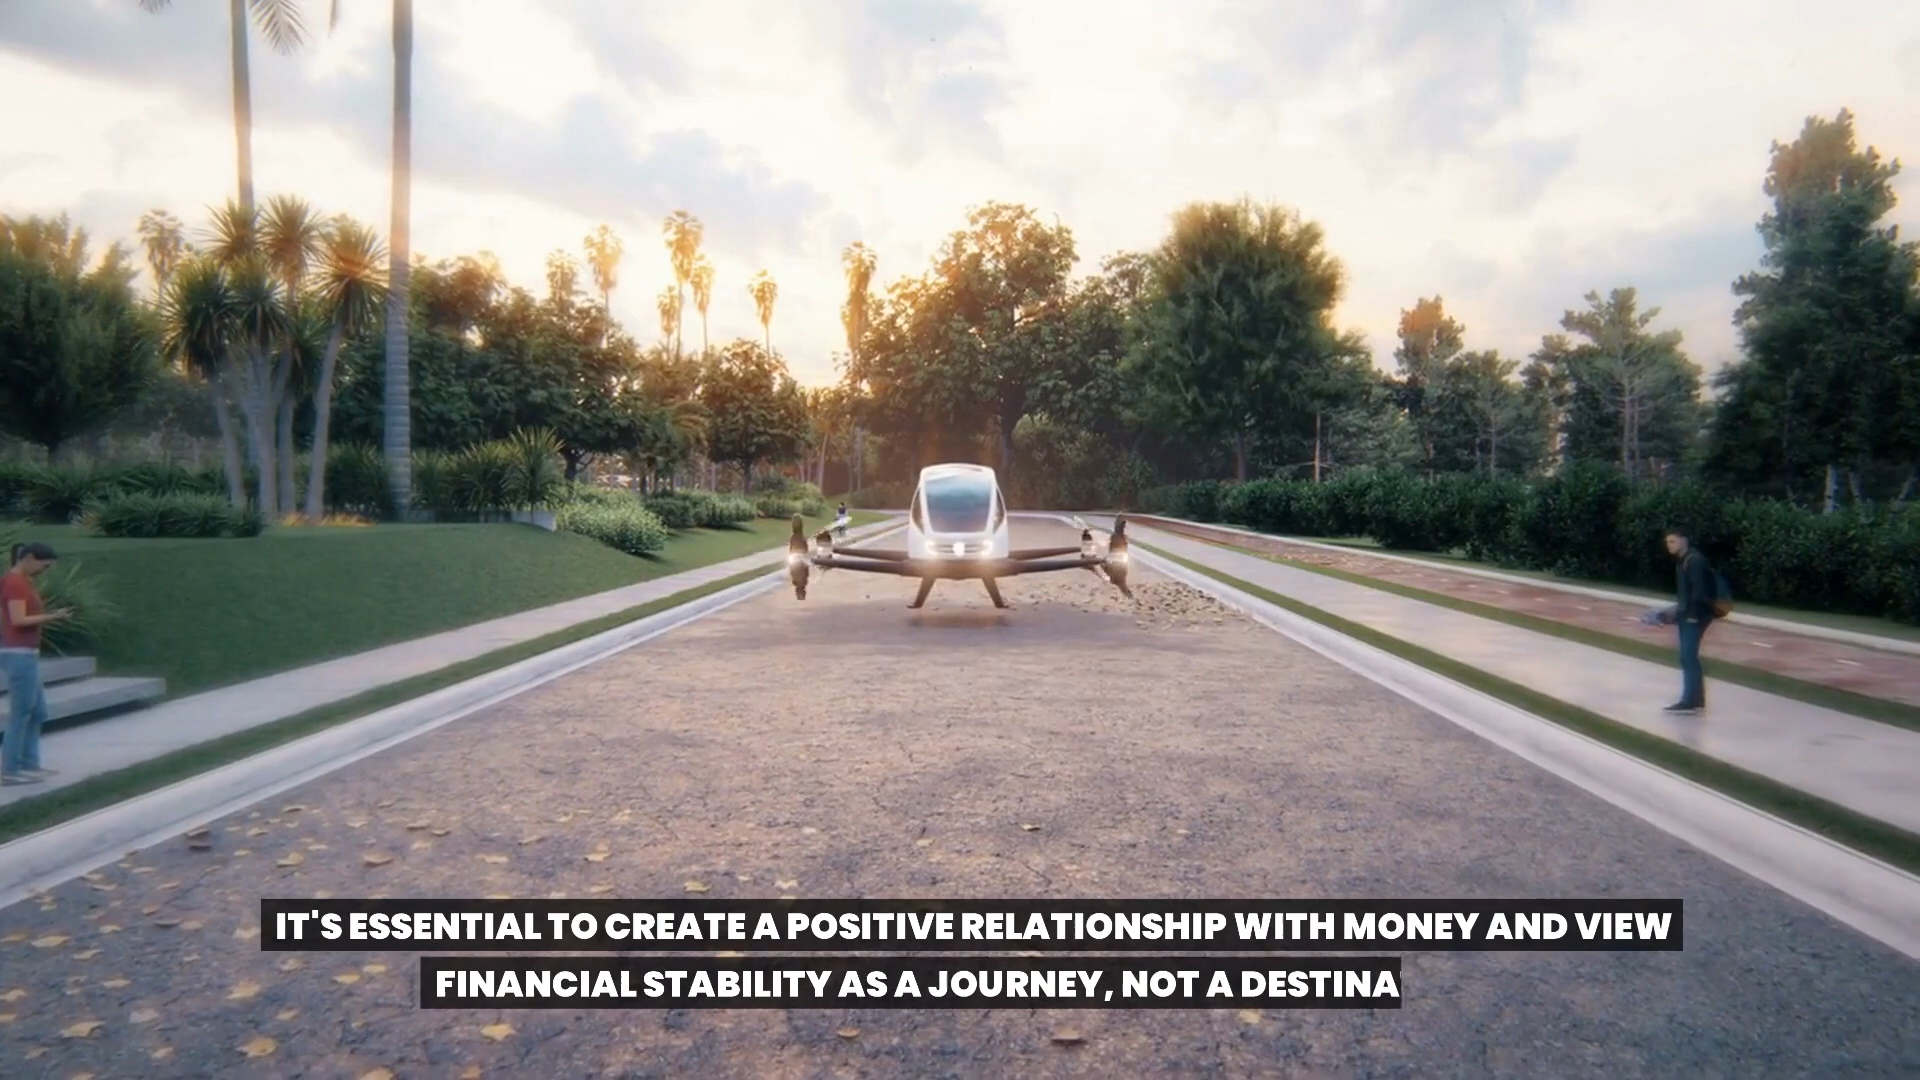 IT'S ESSENTIAL TO CREATE A POSITIVE RELATIONSHIP WITH MONEY AND VIEW
FINANCIAL STABILITY AS A JOURNEY, NOT A DESTINA